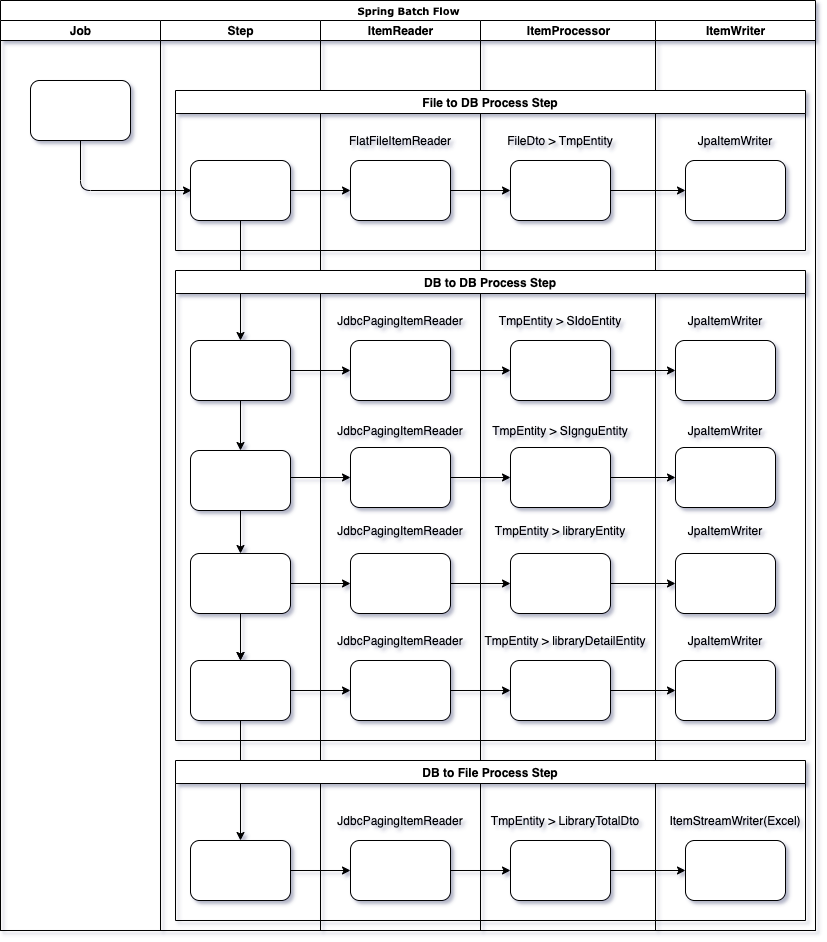 Spring Batch Flow
Job Step ItemReader ItemProcessor ItemWriter
File to DB Process Step
FlatFileItemReader FileDto > TmpEntity JpaItemWriter
DB to DB Process Step
JdbcPagingItemReader TmpEntity > SIdoEntity JpaItemWriter
JdbcPagingItemReader TmpEntity > SIgnguEntity JpaItemWriter
JdbcPagingItemReader TmpEntity > libraryEntity JpaItemWriter
JdbcPagingItemReader TmpEntity > libraryDetailEntity JpaItemWriter
DB to File Process Step
JdbcPagingItemReader TmpEntity > LibraryTotalDto ItemStreamWriter(Excel)